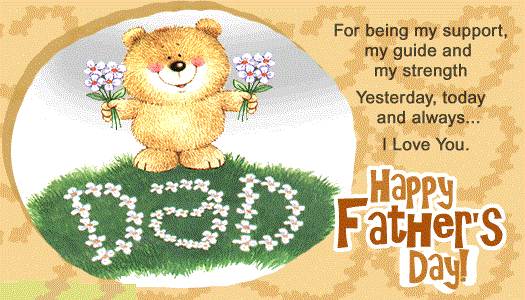 For being my support,
my guide and
my strength
Yesterday, today
and always...
I Love You.
Happy
Father's
Day!
DaD